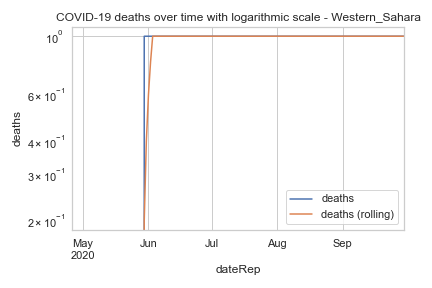 COVID-19 deaths over time with logarithmic scale - Western_Sahara
10⁰
6 × 10⁻¹
4 × 10⁻¹
3 × 10⁻¹
2 × 10⁻¹
deaths
deaths
deaths (rolling)
May
2020
Jun
Jul
Aug
Sep
dateRep